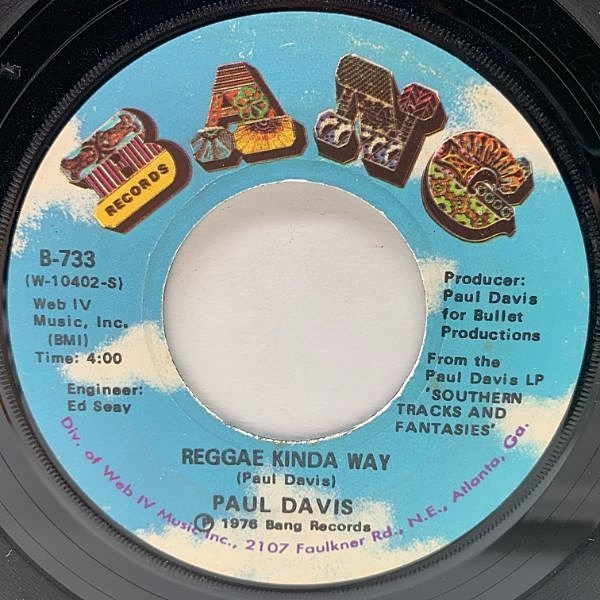 BANG
RECORDS
B-733
(W-10402-S)
Web IV
Music, Inc.
(BMI)
Time: 4:00
Engineer:
Ed Seay
Producer:
Paul Davis
for Bullet
Productions
From the
Paul Davis LP
'SOUTHERN
TRACKS AND
FANTASIES'
REGGAE KINDA WAY
(Paul Davis)
PAUL DAVIS
℗ 1976 Bang Records
Div. of Web IV Music, Inc., 2107 Faulkner Rd., N.E., Atlanta, Ga.